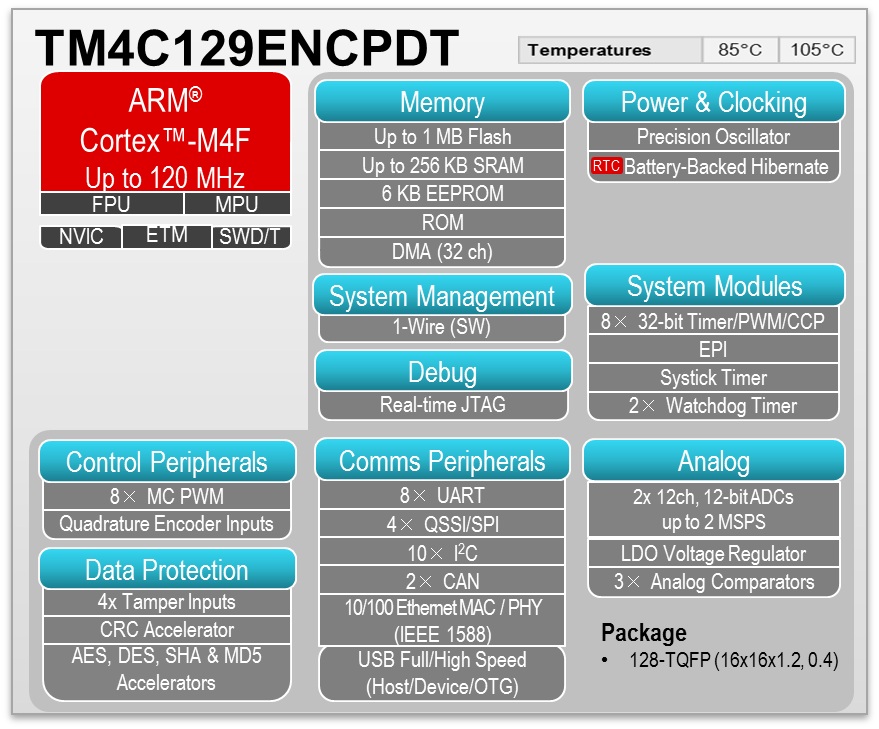 TM4C129ENCPDT
Temperatures 85°C 105°C
ARM®
Cortex™-M4F
Up to 120 MHz
FPU MPU
NVIC ETM SWD/T
Memory
Up to 1 MB Flash
Up to 256 KB SRAM
6 KB EEPROM
ROM
DMA (32 ch)
System Management
1-Wire (SW)
Debug
Real-time JTAG
Power & Clocking
Precision Oscillator
RTC Battery-Backed Hibernate
System Modules
8× 32-bit Timer/PWM/CCP
EPI
Systick Timer
2× Watchdog Timer
Control Peripherals
8× MC PWM
Quadrature Encoder Inputs
Data Protection
4x Tamper Inputs
CRC Accelerator
AES, DES, SHA & MD5
Accelerators
Comms Peripherals
8× UART
4× QSSI/SPI
10× I²C
2× CAN
10/100 Ethernet MAC / PHY
(IEEE 1588)
USB Full/High Speed
(Host/Device/OTG)
Analog
2x 12ch, 12-bit ADCs
up to 2 MSPS
LDO Voltage Regulator
3× Analog Comparators
Package
• 128-TQFP (16x16x1.2, 0.4)